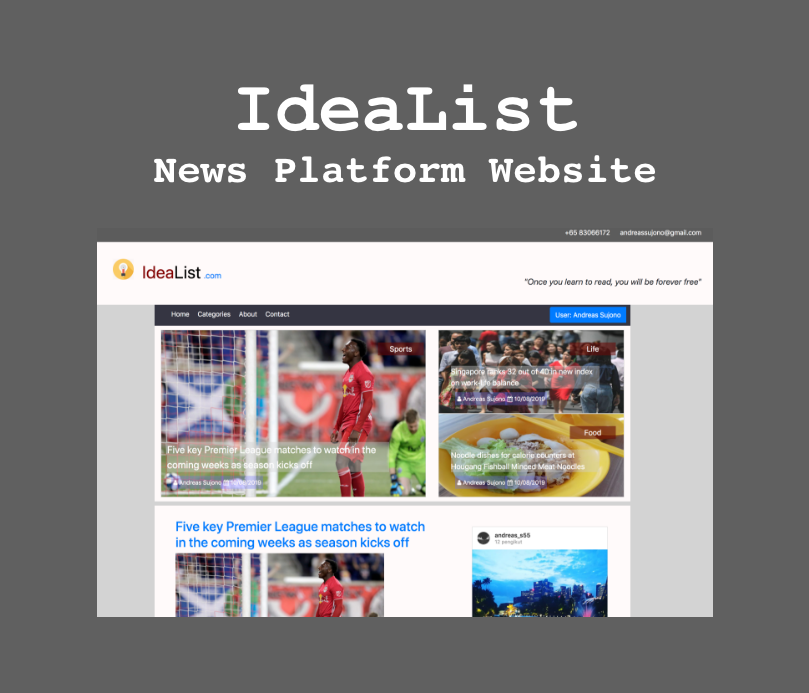 IdeaList
News Platform Website
+65 83066172 andreassujono@gmail.com
IdeaList .com
"Once you learn to read, you will be forever free"
Home Categories About Contact User: Andreas Sujono
Sports
Five key Premier League matches to watch in the
coming weeks as season kicks off
Andreas Sujono 10/08/2019
Life
Singapore ranks 32 out of 40 in new index
on work-life balance
Andreas Sujono 10/08/2019
Food
Noodle dishes for calorie counters at
Hougang Fishball Minced Meat Noodles
Andreas Sujono 10/08/2019
Five key Premier League matches to watch
in the coming weeks as season kicks off
andreas_s55
12 pengikut